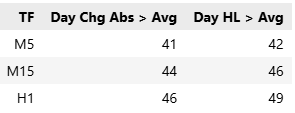 TF Day Chg Abs > Avg Day HL > Avg
M5 41 42
M15 44 46
H1 46 49